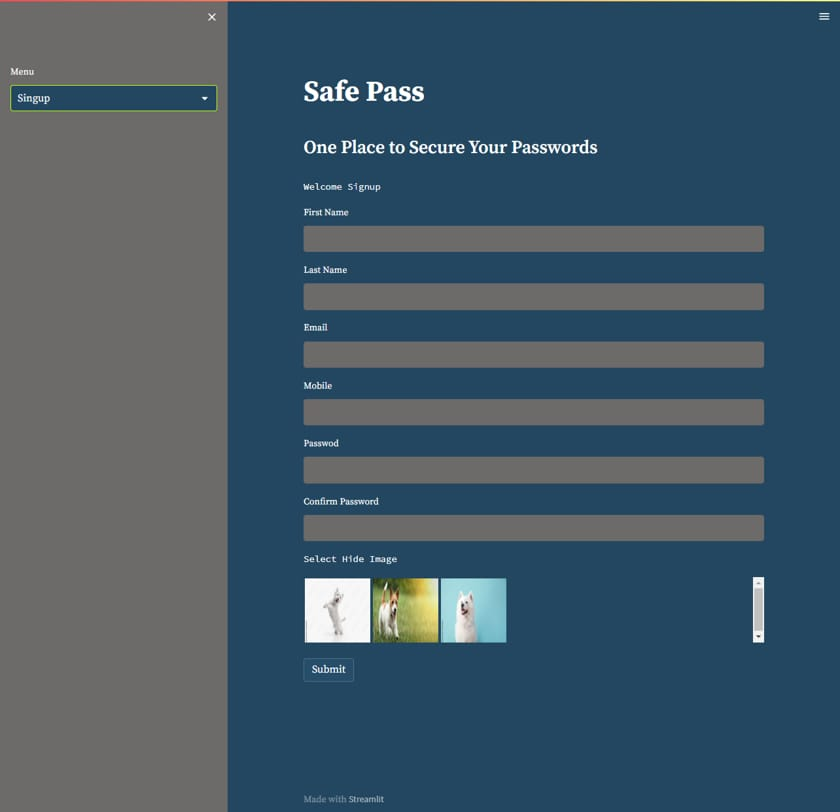 Menu
Singup
Safe Pass
One Place to Secure Your Passwords
Welcome Signup
First Name
Last Name
Email
Mobile
Passwod
Confirm Password
Select Hide Image
Submit
Made with Streamlit